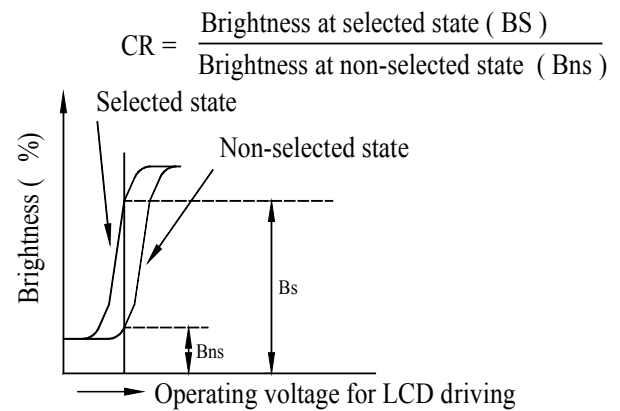 CR = Brightness at selected state ( BS )
Brightness at non-selected state ( Bns )
Selected state
Non-selected state
Brightness ( %)
Bs
Bns
Operating voltage for LCD driving